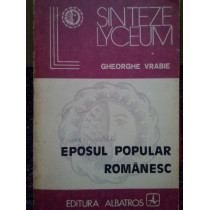 SINTEZE
LYCEUM
GHEORGHE VRABIE
EPOSUL POPULAR
ROMÂNESC
EDITURA ALBATROS